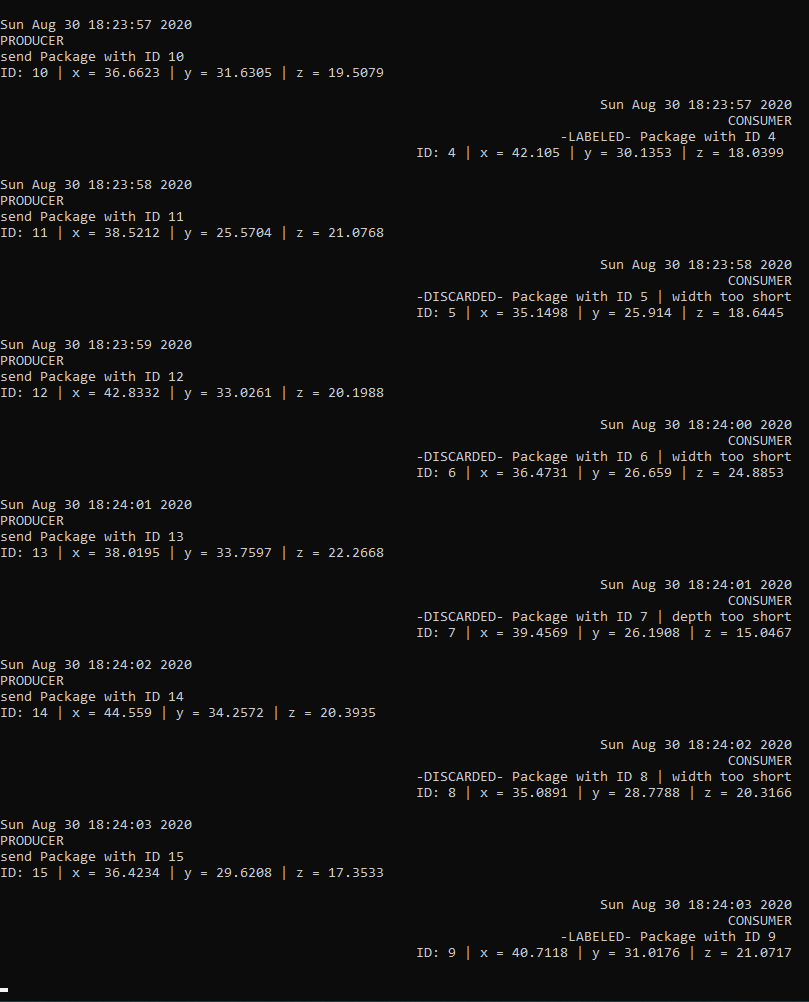 Sun Aug 30 18:23:57 2020
PRODUCER
send Package with ID 10
ID: 10 | x = 36.6623 | y = 31.6305 | z = 19.5079
Sun Aug 30 18:23:57 2020
CONSUMER
-LABELED- Package with ID 4
ID: 4 | x = 42.105 | y = 30.1353 | z = 18.0399
Sun Aug 30 18:23:58 2020
PRODUCER
send Package with ID 11
ID: 11 | x = 38.5212 | y = 25.5704 | z = 21.0768
Sun Aug 30 18:23:58 2020
CONSUMER
-DISCARDED- Package with ID 5 | width too short
ID: 5 | x = 35.1498 | y = 25.914 | z = 18.6445
Sun Aug 30 18:23:59 2020
PRODUCER
send Package with ID 12
ID: 12 | x = 42.8332 | y = 33.0261 | z = 20.1988
Sun Aug 30 18:24:00 2020
CONSUMER
-DISCARDED- Package with ID 6 | width too short
ID: 6 | x = 36.4731 | y = 26.659 | z = 24.8853
Sun Aug 30 18:24:01 2020
PRODUCER
send Package with ID 13
ID: 13 | x = 38.0195 | y = 33.7597 | z = 22.2668
Sun Aug 30 18:24:01 2020
CONSUMER
-DISCARDED- Package with ID 7 | depth too short
ID: 7 | x = 39.4569 | y = 26.1908 | z = 15.0467
Sun Aug 30 18:24:02 2020
PRODUCER
send Package with ID 14
ID: 14 | x = 44.559 | y = 34.2572 | z = 20.3935
Sun Aug 30 18:24:02 2020
CONSUMER
-DISCARDED- Package with ID 8 | width too short
ID: 8 | x = 35.0891 | y = 28.7788 | z = 20.3166
Sun Aug 30 18:24:03 2020
PRODUCER
send Package with ID 15
ID: 15 | x = 36.4234 | y = 29.6208 | z = 17.3533
Sun Aug 30 18:24:03 2020
CONSUMER
-LABELED- Package with ID 9
ID: 9 | x = 40.7118 | y = 31.0176 | z = 21.0717